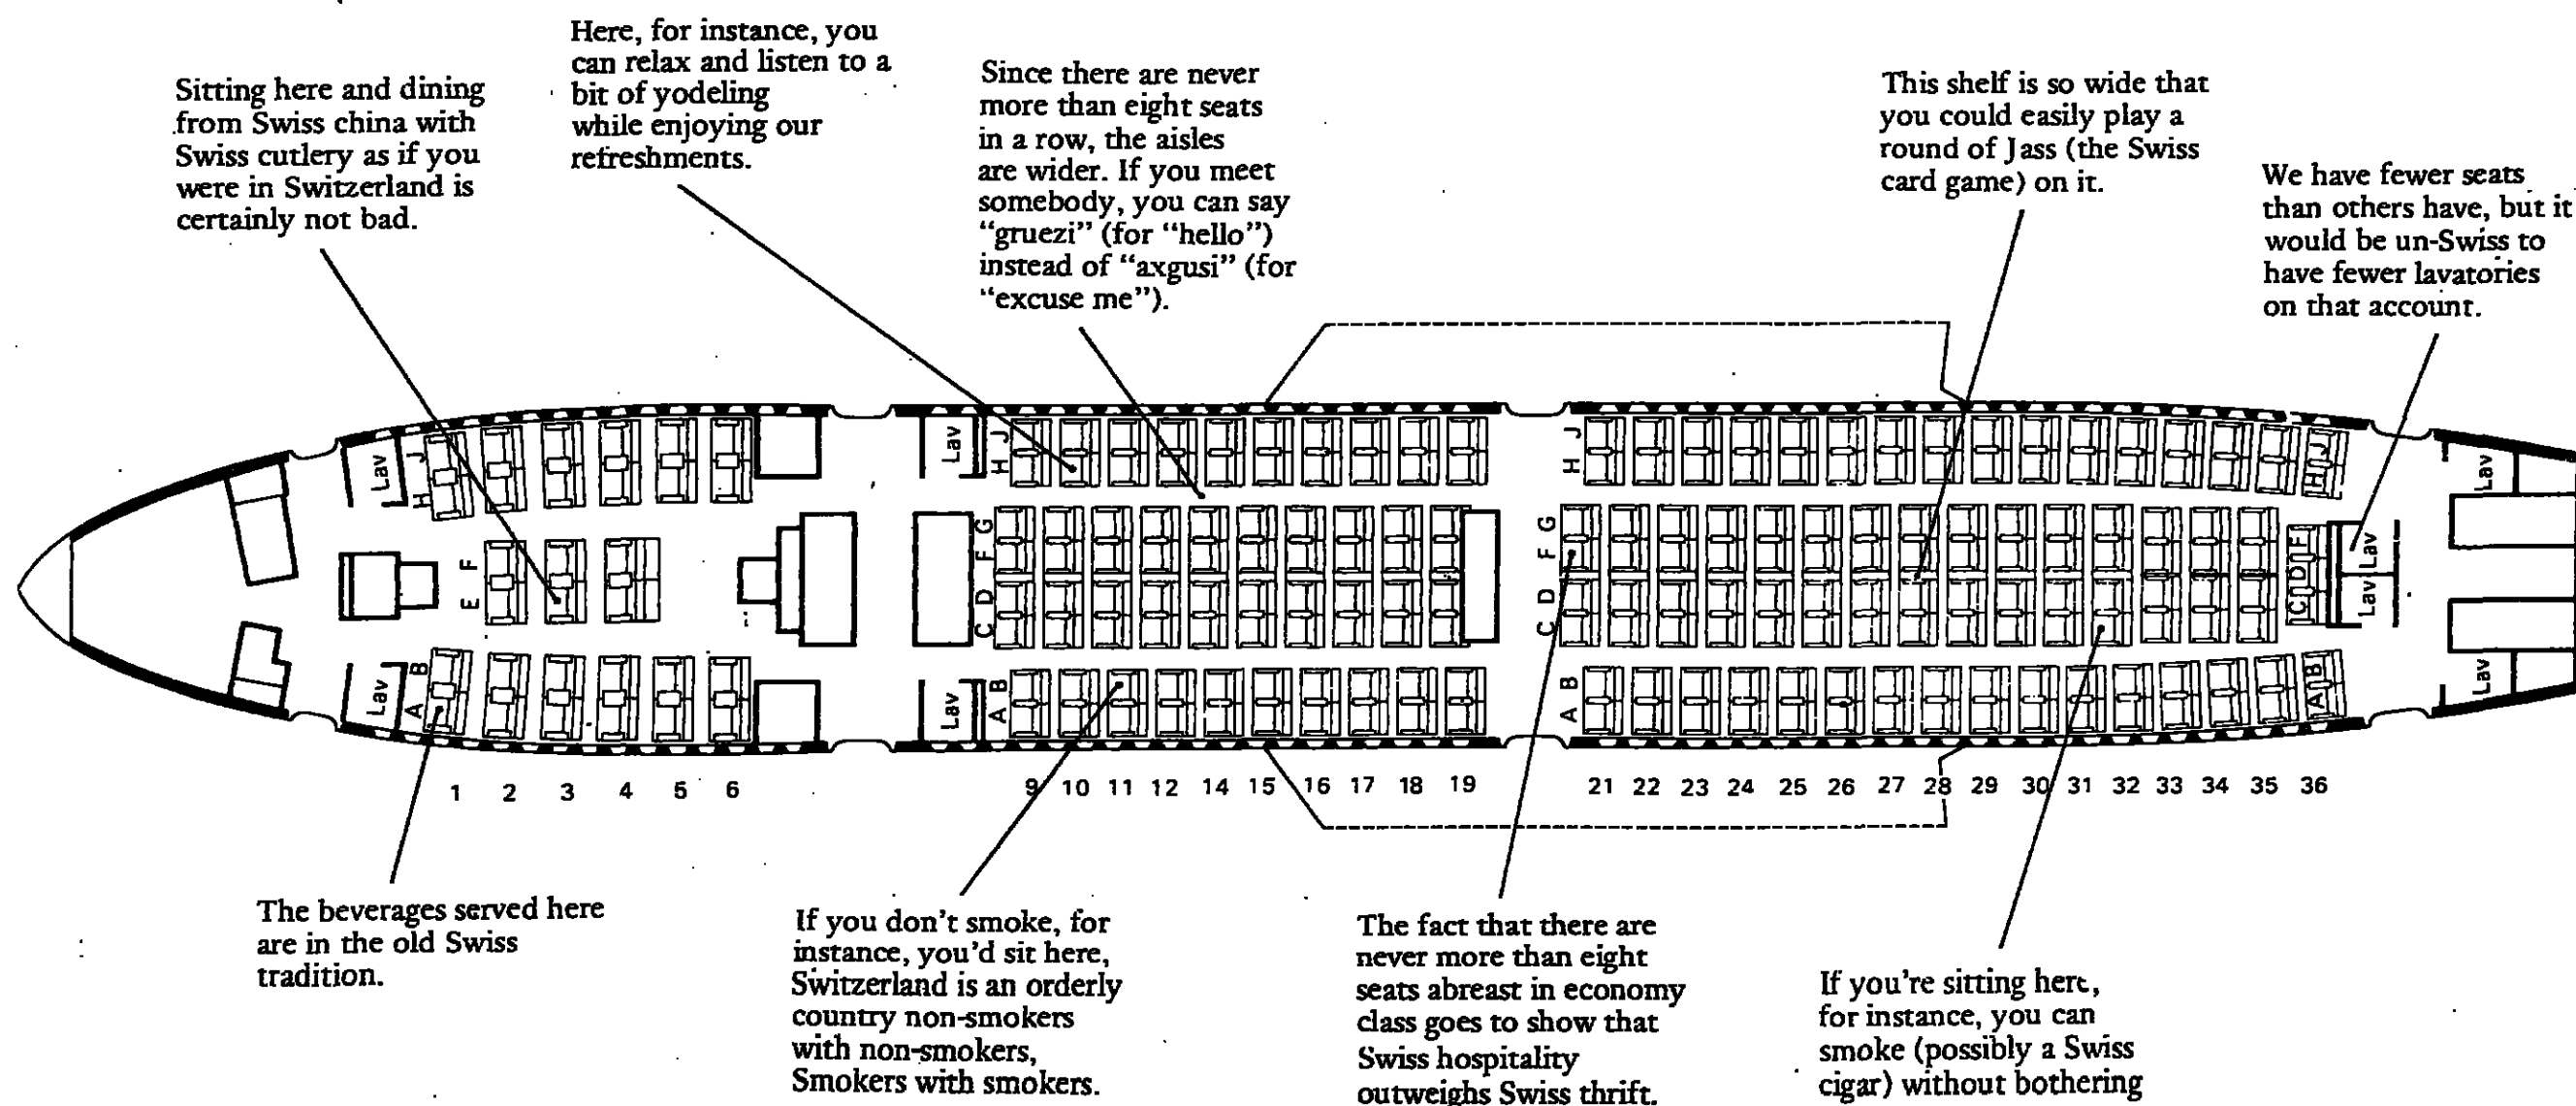 Sitting here and dining
from Swiss china with
Swiss cutlery as if you
were in Switzerland is
certainly not bad.
Here, for instance, you
can relax and listen to a
bit of yodeling
while enjoying our
refreshments.
Since there are never
more than eight seats
in a row, the aisles
are wider. If you meet
somebody, you can say
“gruezi” (for “hello”)
instead of “axgusi” (for
“excuse me”).
This shelf is so wide that
you could easily play a
round of Jass (the Swiss
card game) on it.
We have fewer seats
than others have, but it
would be un-Swiss to
have fewer lavatories
on that account.
Lav
H J
Lav
H J
H J
H J
Lav
E F
C D F G
C D F G
C D F
Lav Lav
Lav
A B
Lav
A B
A B
A B
Lav
1 2 3 4 5 6 9 10 11 12 14 15 16 17 18 19 21 22 23 24 25 26 27 28 29 30 31 32 33 34 35 36
The beverages served here
are in the old Swiss
tradition.
If you don’t smoke, for
instance, you’d sit here,
Switzerland is an orderly
country non-smokers
with non-smokers,
Smokers with smokers.
The fact that there are
never more than eight
seats abreast in economy
class goes to show that
Swiss hospitality
outweighs Swiss thrift.
If you’re sitting here,
for instance, you can
smoke (possibly a Swiss
cigar) without bothering